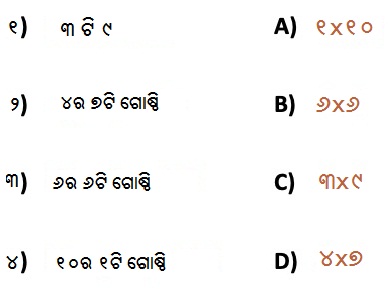 ୧) ୩ ଟି ୯ A) ୧x୧୦
୨) ୪ର ୭ଟି ଗୋଷ୍ଠି B) ୬x୬
୩) ୬ର ୬ଟି ଗୋଷ୍ଠି C) ୩x୯
୪) ୧୦ର ୧ଟି ଗୋଷ୍ଠି D) ୪x୭